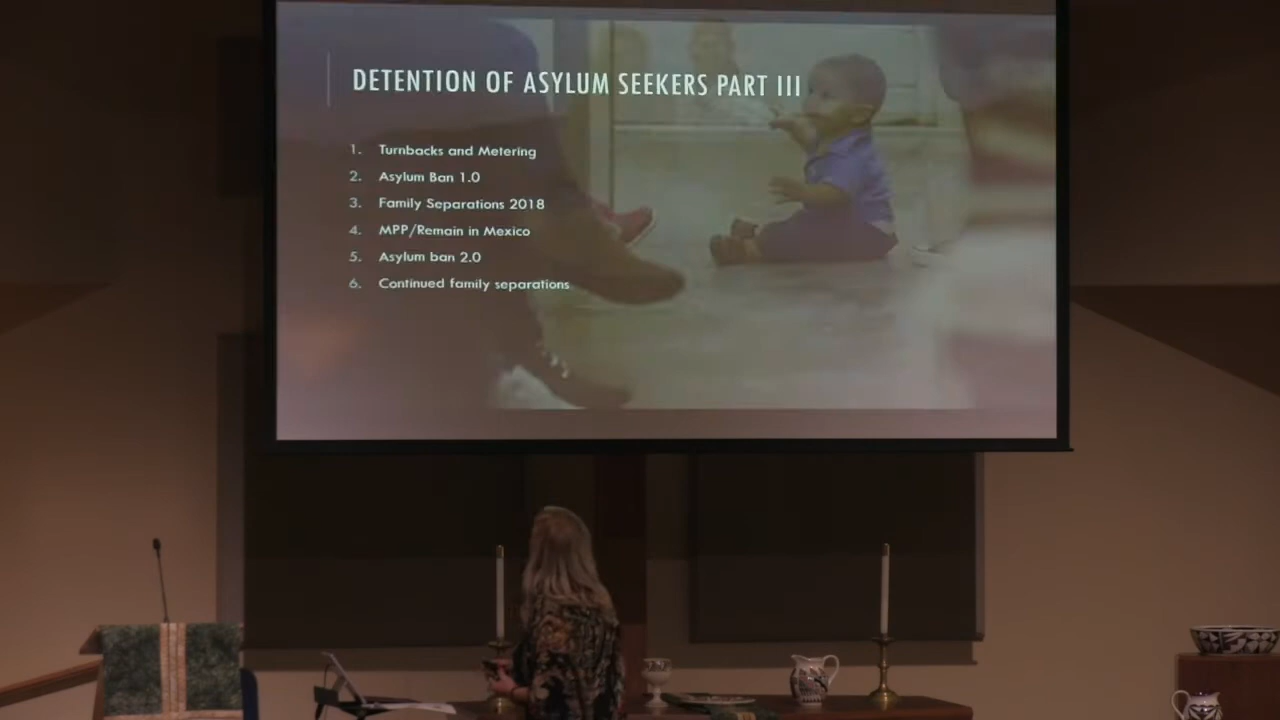 DETENTION OF ASYLUM SEEKERS PART III
1. Turnbacks and Metering
2. Asylum Ban 1.0
3. Family Separations 2018
4. MPP/Remain in Mexico
5. Asylum ban 2.0
6. Continued family separations